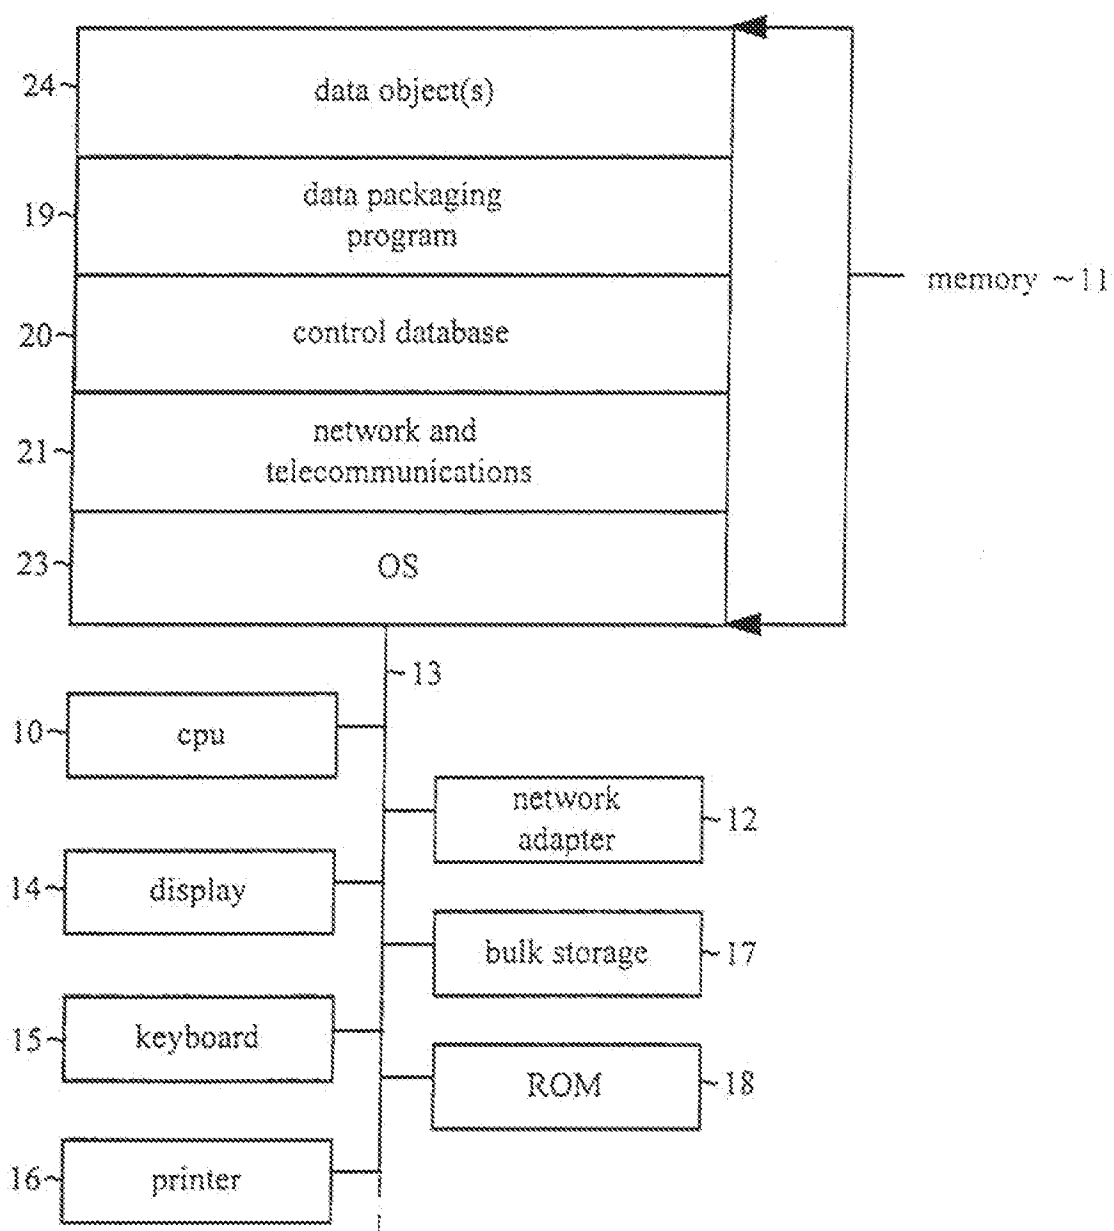 24~ data object(s)
19~ data packaging
program
memory ~11
20~ control database
21~ network and
telecommunications
23~ OS
~13
10~ cpu
network
adapter ~12
14~ display
bulk storage ~17
15~ keyboard
ROM ~18
16~ printer